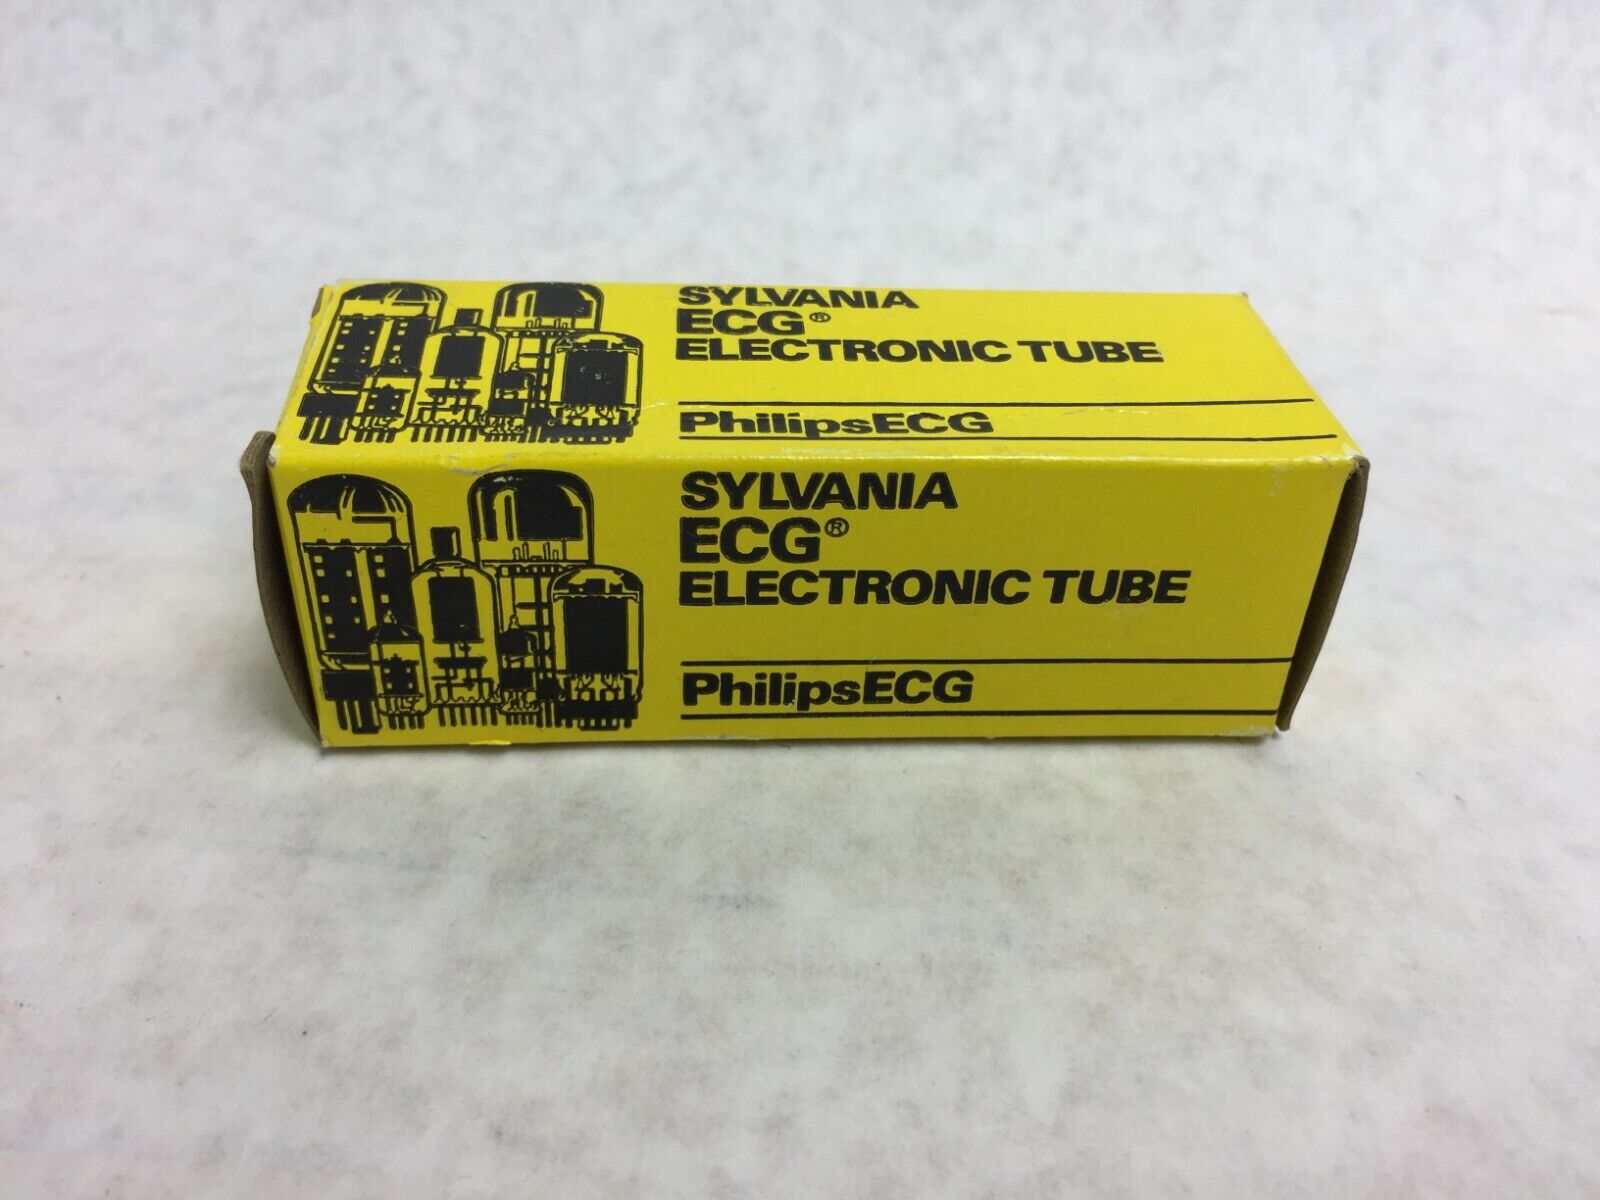 SYLVANIA
ECG®
ELECTRONIC TUBE
PhilipsECG
SYLVANIA
ECG®
ELECTRONIC TUBE
PhilipsECG